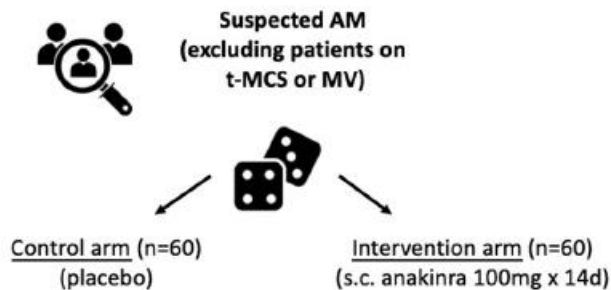 Suspected AM
(excluding patients on
t-MCS or MV)
Control arm (n=60)
(placebo)
Intervention arm (n=60)
(s.c. anakinra 100mg x 14d)